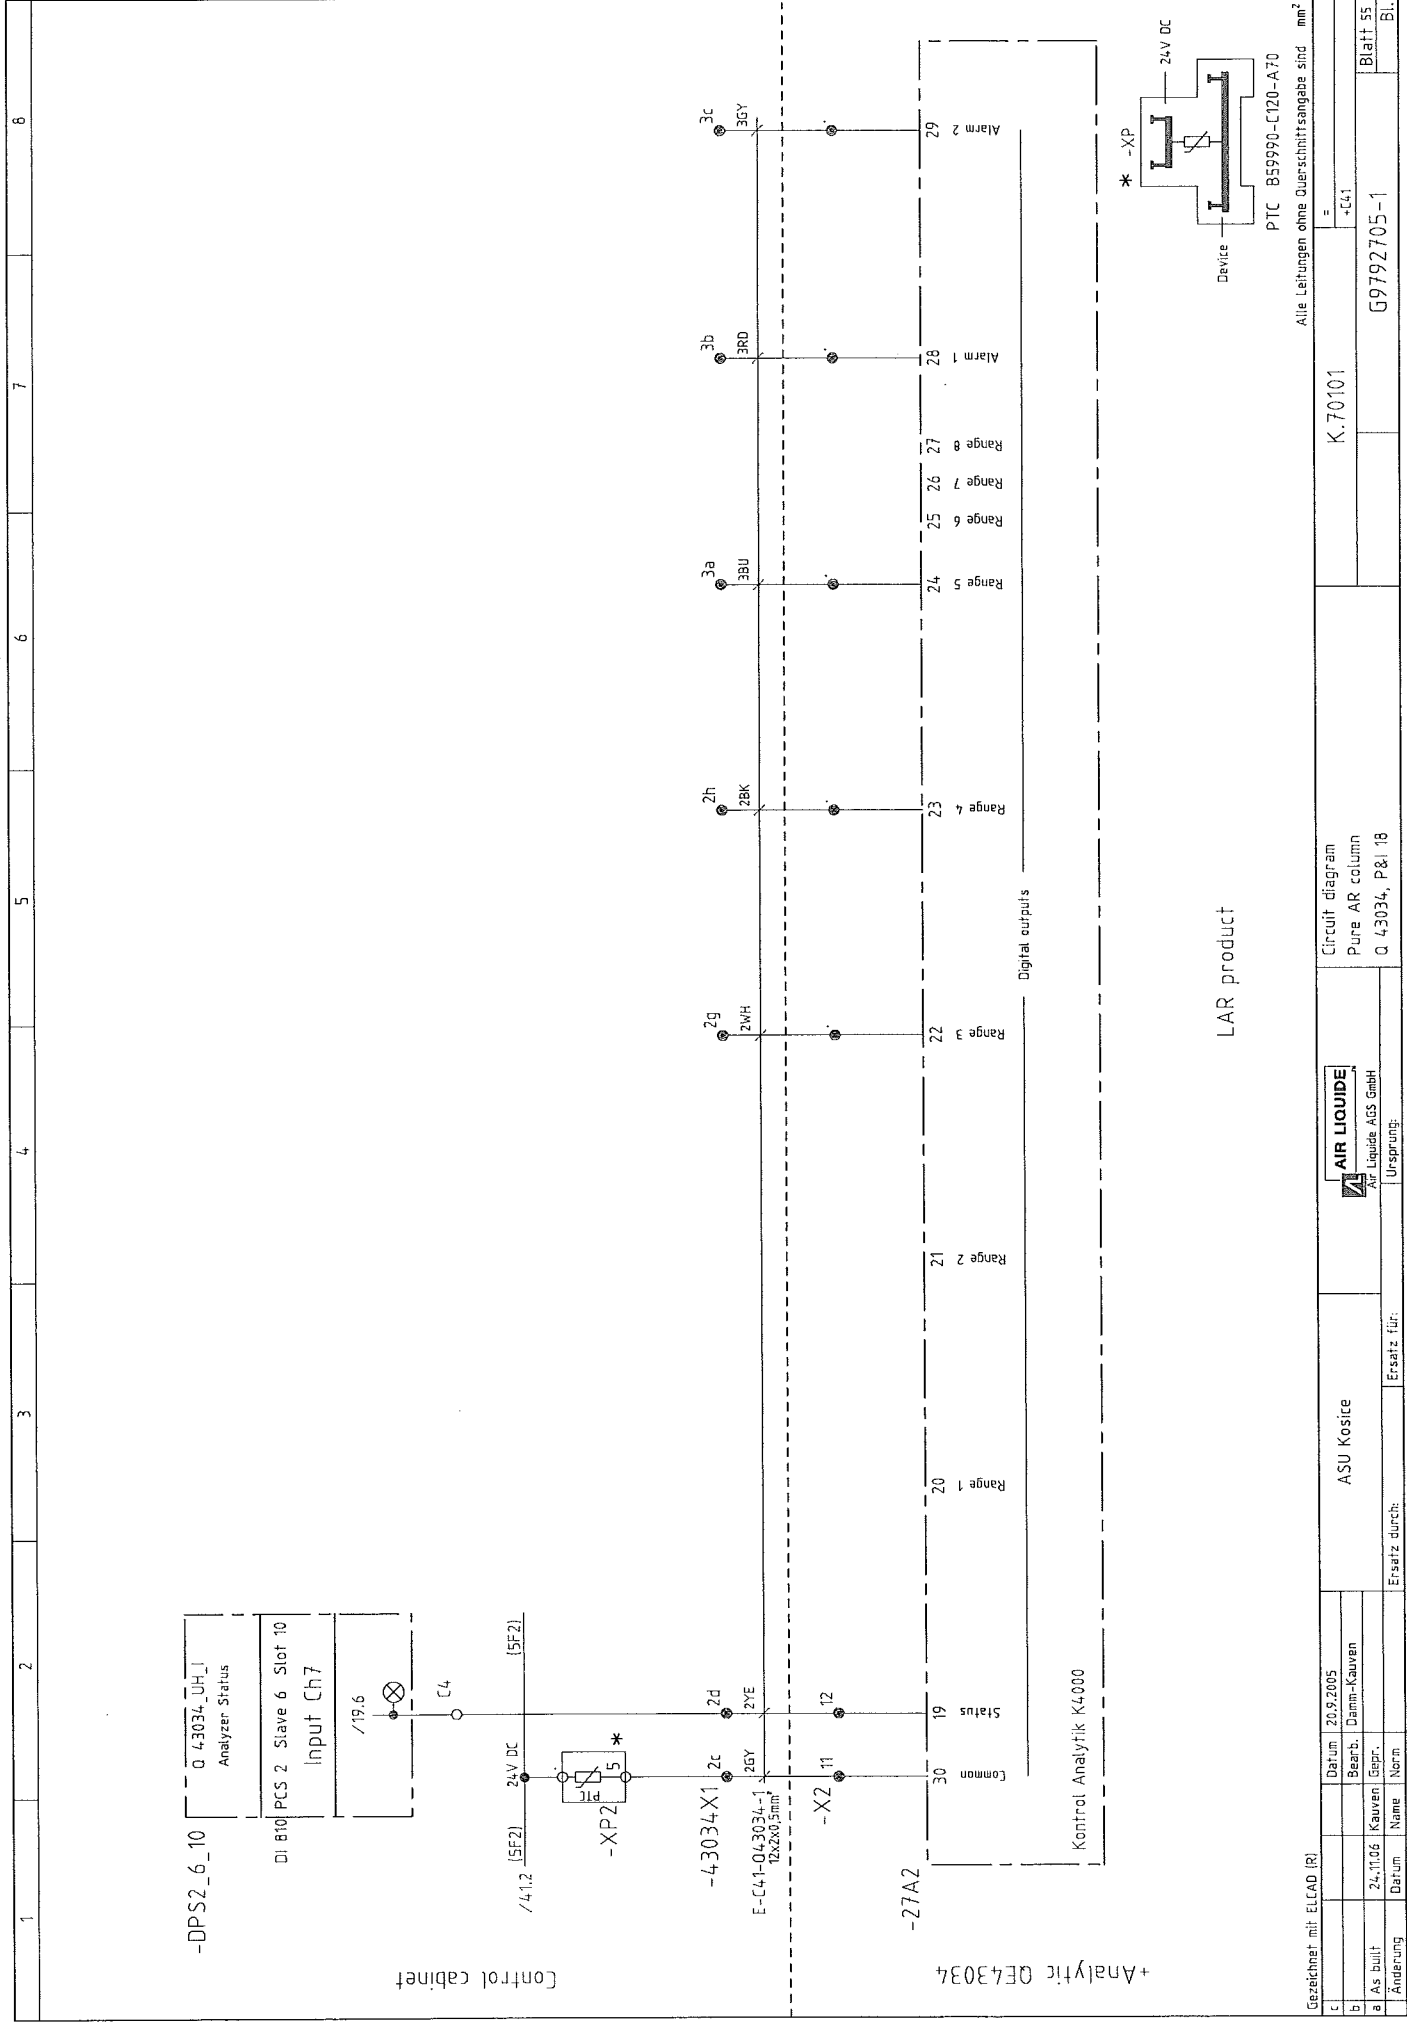 1 2 3 4 5 6 7 8
-DPS2_6_10
Q 43034_UH_I
Analyzer Status
DI 810 PCS 2 Slave 6 Slot 10
Input Ch7
/19.6
C4
/41.2 (5F2) 24V DC (5F2)
-XP2 PTC 5 *
Control cabinet
-43034X1 2c 2d 2g 2h 3a 3b 3c
2GY 2YE 2WH 2BK 3BU 3RD 3GY
E-C41-Q43034-1
12x2x0,5mm²
-X2 11 12
-27A2
30 19 20 21 22 23 24 25 26 27 28 29
Common Status Range 1 Range 2 Range 3 Range 4 Range 5 Range 6 Range 7 Range 8 Alarm 1 Alarm 2
Digital outputs
Kontrol Analytik K4000
+Analytic QE43034
LAR product
* -XP
24V DC
Device
PTC B59990-C120-A70
Alle Leitungen ohne Querschnittsangabe sind mm²
Gezeichnet mit ELCAD (R)
c
b
a As built 24.11.06 Kauven
Änderung Datum Name
Datum 20.9.2005
Bearb. Damm-Kauven
Gepr.
Norm
ASU Kosice
Ersatz durch:
Ersatz für:
AIR LIQUIDE
Air Liquide AGS GmbH
Ursprung:
Circuit diagram
Pure AR column
Q 43034, P&I 18
K.70101
=
+C41
G9792705-1
Blatt 55
Bl.